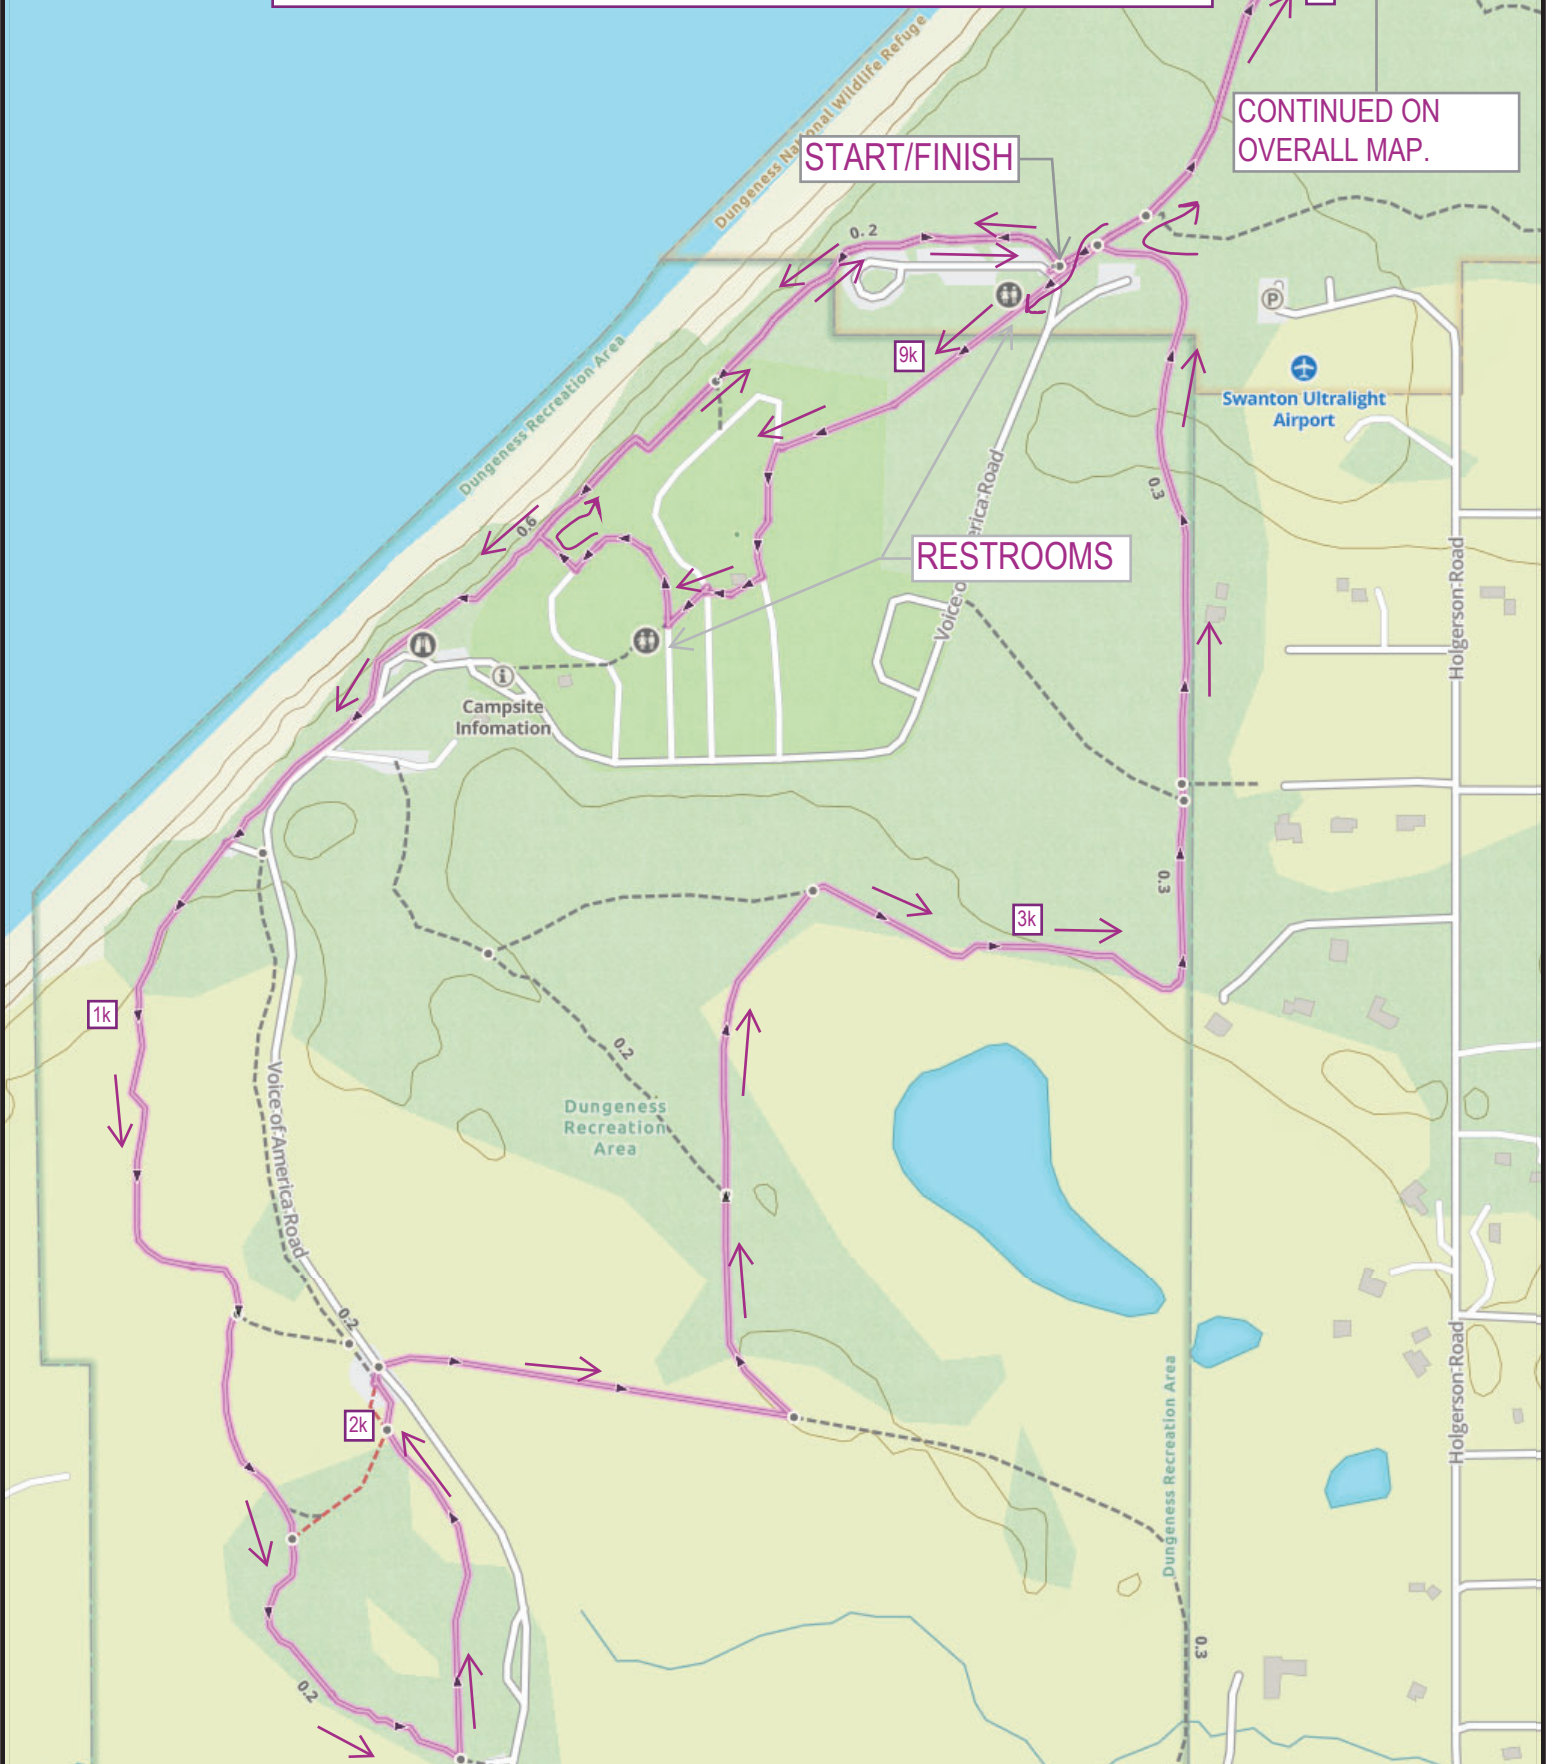 Dungeness National Wildlife Refuge
CONTINUED ON
OVERALL MAP.
START/FINISH
0.2
P
9k
Swanton Ultralight
Airport
Dungeness Recreation Area
0.3
0.6
RESTROOMS
Voice of America Road
Holgerson Road
i
Campsite
Infomation
0.3
3k
1k
0.2
Voice of America Road
Dungeness
Recreation
Area
0.2
2k
Holgerson Road
Dungeness Recreation Area
0.3
0.2